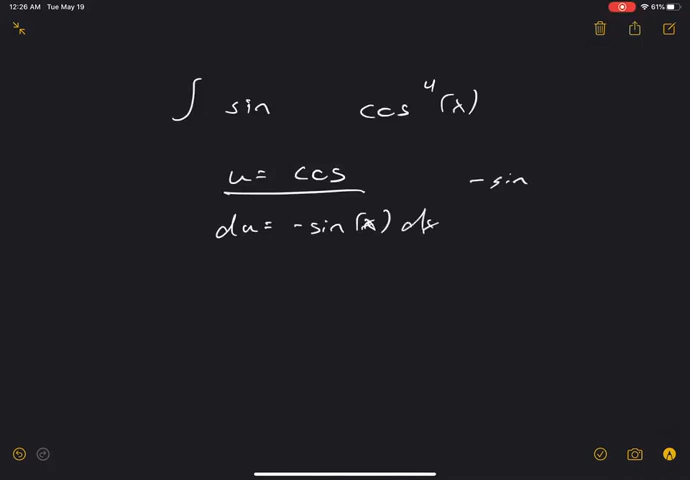 12:26 AM Tue May 19 61%
∫ sin cos⁴(x)
u = cos -sin
du = -sin(x) dx